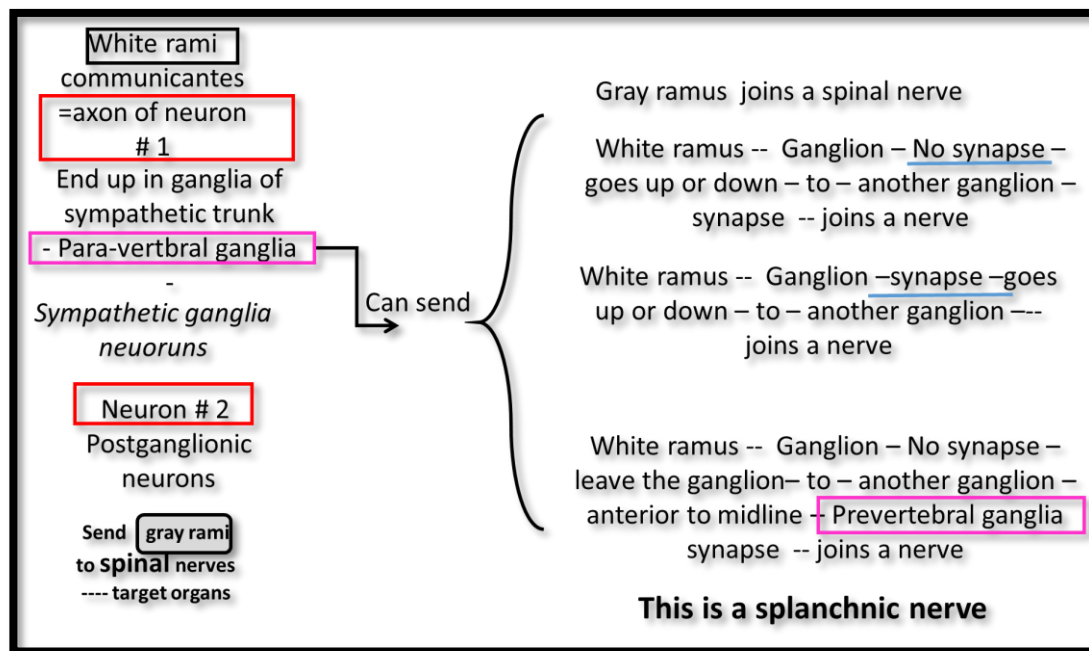 White rami
communicantes
=axon of neuron
# 1
End up in ganglia of
sympathetic trunk
- Para-vertbral ganglia
-
Sympathetic ganglia
neuoruns
Neuron # 2
Postganglionic
neurons
Send gray rami
to spinal nerves
---- target organs
Can send
Gray ramus joins a spinal nerve
White ramus -- Ganglion – No synapse –
goes up or down – to – another ganglion –
synapse -- joins a nerve
White ramus -- Ganglion –synapse –goes
up or down – to – another ganglion –--
joins a nerve
White ramus -- Ganglion – No synapse –
leave the ganglion– to – another ganglion –
anterior to midline – Prevertebral ganglia
synapse -- joins a nerve
This is a splanchnic nerve